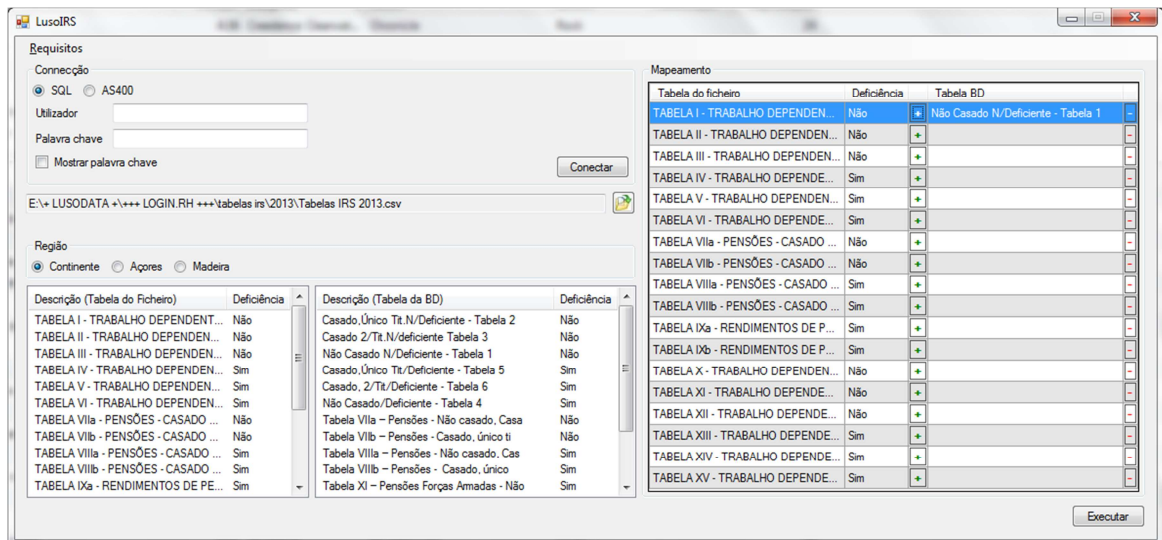 LusoIRS
Requisitos
Connecção
SQL AS400
Utilizador
Palavra chave
Mostrar palavra chave
Conectar
E:\+ LUSODATA +\+++ LOGIN.RH +++\tabelas irs\2013\Tabelas IRS 2013.csv
Região
Continente Açores Madeira
Descrição (Tabela do Ficheiro) Deficiência
TABELA I - TRABALHO DEPENDENT... Não
TABELA II - TRABALHO DEPENDEN... Não
TABELA III - TRABALHO DEPENDEN... Não
TABELA IV - TRABALHO DEPENDEN... Sim
TABELA V - TRABALHO DEPENDEN... Sim
TABELA VI - TRABALHO DEPENDEN... Sim
TABELA VIIa - PENSÕES - CASADO ... Não
TABELA VIIb - PENSÕES - CASADO ... Não
TABELA VIIIa - PENSÕES - CASADO ... Sim
TABELA VIIIb - PENSÕES - CASADO ... Sim
TABELA IXa - RENDIMENTOS DE PE... Sim
Descrição (Tabela da BD) Deficiência
Casado,Único Tit.N/Deficiente - Tabela 2 Não
Casado 2/Tit.N/deficiente Tabela 3 Não
Não Casado N/Deficiente - Tabela 1 Não
Casado,Único Tit/Deficiente - Tabela 5 Sim
Casado, 2/Tit/Deficiente - Tabela 6 Sim
Não Casado/Deficiente - Tabela 4 Sim
Tabela VIIa – Pensões - Não casado, Casa Não
Tabela VIIb – Pensões - Casado, único ti Não
Tabela VIIIa – Pensões - Não casado, Cas Sim
Tabela VIIIb – Pensões - Casado, único Sim
Tabela XI – Pensões Forças Armadas - Não Sim
Mapeamento
Tabela do ficheiro Deficiência Tabela BD
TABELA I - TRABALHO DEPENDEN... Não + Não Casado N/Deficiente - Tabela 1 -
TABELA II - TRABALHO DEPENDEN... Não + -
TABELA III - TRABALHO DEPENDEN... Não + -
TABELA IV - TRABALHO DEPENDE... Sim + -
TABELA V - TRABALHO DEPENDEN... Sim + -
TABELA VI - TRABALHO DEPENDE... Sim + -
TABELA VIIa - PENSÕES - CASADO ... Não + -
TABELA VIIb - PENSÕES - CASADO ... Não + -
TABELA VIIIa - PENSÕES - CASADO ... Sim + -
TABELA VIIIb - PENSÕES - CASADO ... Sim + -
TABELA IXa - RENDIMENTOS DE P... Sim + -
TABELA IXb - RENDIMENTOS DE P... Sim + -
TABELA X - TRABALHO DEPENDEN... Não + -
TABELA XI - TRABALHO DEPENDE... Não + -
TABELA XII - TRABALHO DEPENDE... Não + -
TABELA XIII - TRABALHO DEPENDE... Sim + -
TABELA XIV - TRABALHO DEPENDE... Sim + -
TABELA XV - TRABALHO DEPENDE... Sim + -
Executar